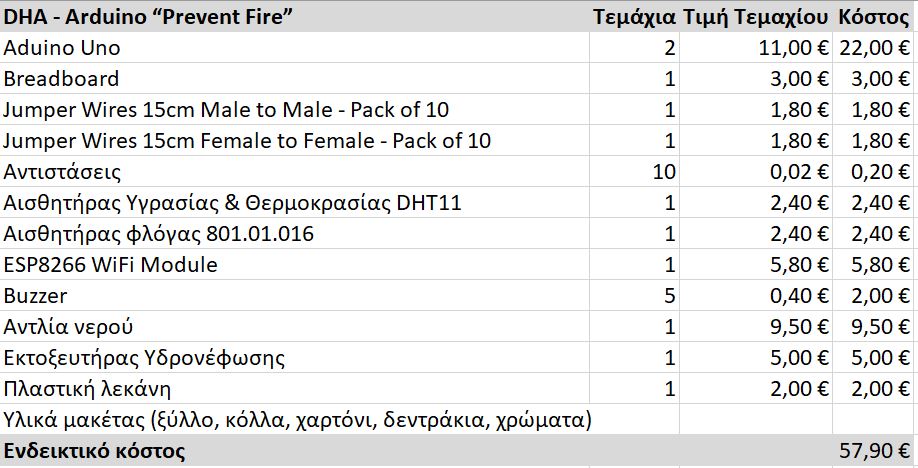 DHA - Arduino “Prevent Fire” Τεμάχια Τιμή Τεμαχίου Κόστος
Aduino Uno 2 11,00 € 22,00 €
Breadboard 1 3,00 € 3,00 €
Jumper Wires 15cm Male to Male - Pack of 10 1 1,80 € 1,80 €
Jumper Wires 15cm Female to Female - Pack of 10 1 1,80 € 1,80 €
Αντιστάσεις 10 0,02 € 0,20 €
Αισθητήρας Υγρασίας & Θερμοκρασίας DHT11 1 2,40 € 2,40 €
Αισθητήρας φλόγας 801.01.016 1 2,40 € 2,40 €
ESP8266 WiFi Module 1 5,80 € 5,80 €
Buzzer 5 0,40 € 2,00 €
Αντλία νερού 1 9,50 € 9,50 €
Εκτοξευτήρας Υδρονέφωσης 1 5,00 € 5,00 €
Πλαστική λεκάνη 1 2,00 € 2,00 €
Υλικά μακέτας (ξύλλο, κόλλα, χαρτόνι, δεντράκια, χρώματα)
Ενδεικτικό κόστος 57,90 €